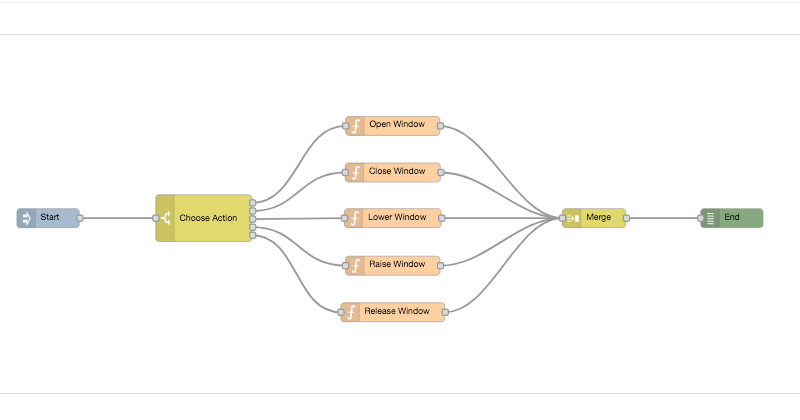 Start
Choose Action
Open Window
Close Window
Lower Window
Raise Window
Release Window
Merge
End